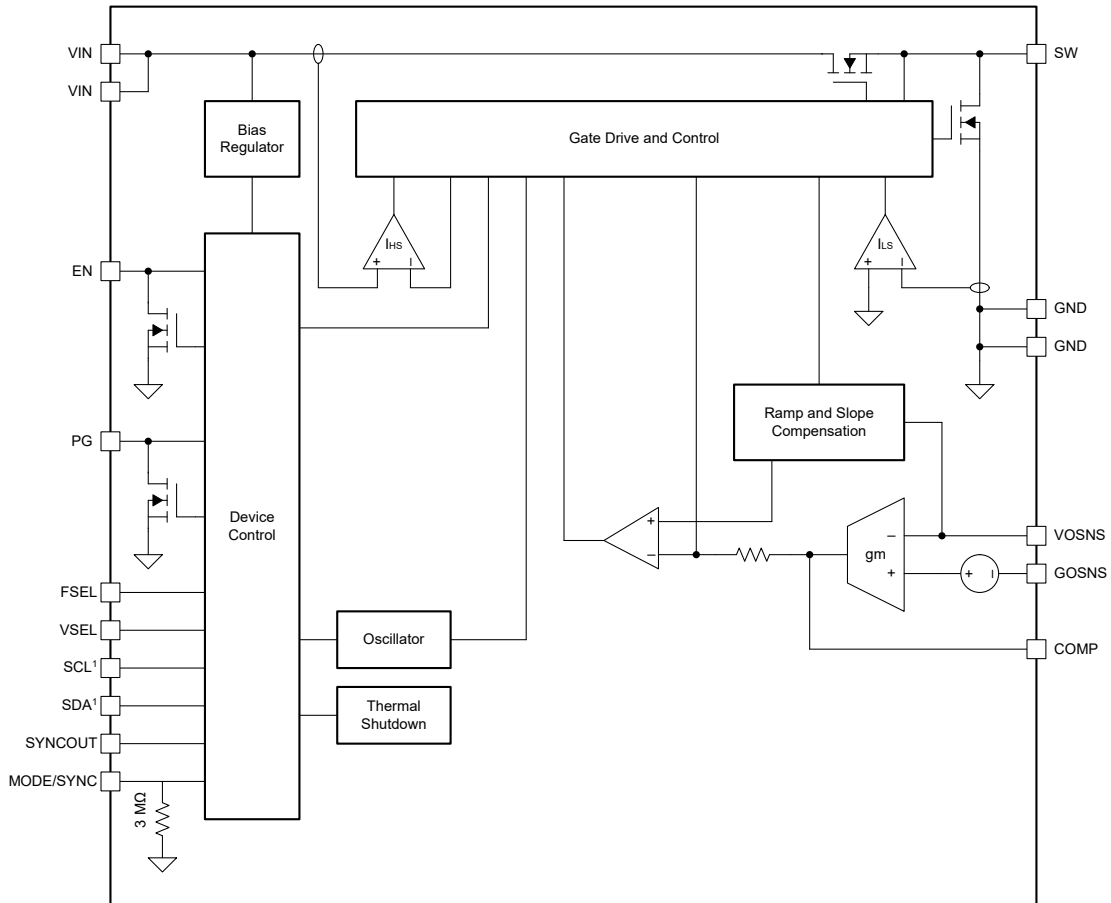 VIN
VIN
SW
Bias
Regulator
Gate Drive and Control
IHS
+
−
ILS
+
−
EN
GND
GND
Ramp and Slope
Compensation
PG
Device
Control
+
−
gm
−
+
+
−
VOSNS
GOSNS
COMP
FSEL
VSEL
SCL¹
SDA¹
SYNCOUT
MODE/SYNC
Oscillator
Thermal
Shutdown
3 MΩ